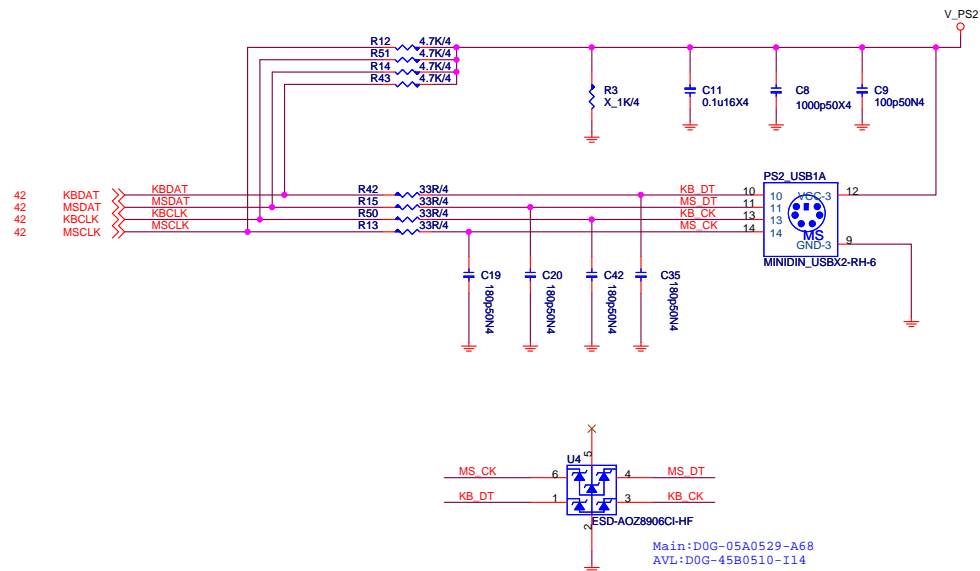 V_PS2
R12 4.7K/4
R51 4.7K/4
R14 4.7K/4
R43 4.7K/4
R3
X_1K/4
C11
0.1u16X4
C8
1000p50X4
C9
100p50N4
PS2_USB1A
42 KBDAT KBDAT R42 33R/4 KB_DT 10 10 VCC-3 12
42 MSDAT MSDAT R15 33R/4 MS_DT 11 11
42 KBCLK KBCLK R50 33R/4 KB_CK 13 13
42 MSCLK MSCLK R13 33R/4 MS_CK 14 14
MS
GND-3 9
MINIDIN_USBX2-RH-6
C19
180p50N4
C20
180p50N4
C42
180p50N4
C35
180p50N4
U4
5
MS_CK 6 4 MS_DT
KB_DT 1 3 KB_CK
2
ESD-AOZ8906CI-HF
Main:D0G-05A0529-A68
AVL:D0G-45B0510-I14